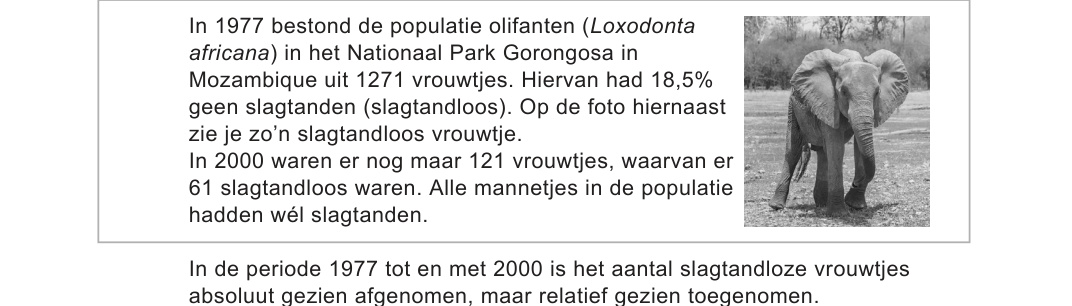 In 1977 bestond de populatie olifanten (Loxodonta
africana) in het Nationaal Park Gorongosa in
Mozambique uit 1271 vrouwtjes. Hiervan had 18,5%
geen slagtanden (slagtandloos). Op de foto hiernaast
zie je zo’n slagtandloos vrouwtje.
In 2000 waren er nog maar 121 vrouwtjes, waarvan er
61 slagtandloos waren. Alle mannetjes in de populatie
hadden wél slagtanden.
In de periode 1977 tot en met 2000 is het aantal slagtandloze vrouwtjes
absoluut gezien afgenomen, maar relatief gezien toegenomen.